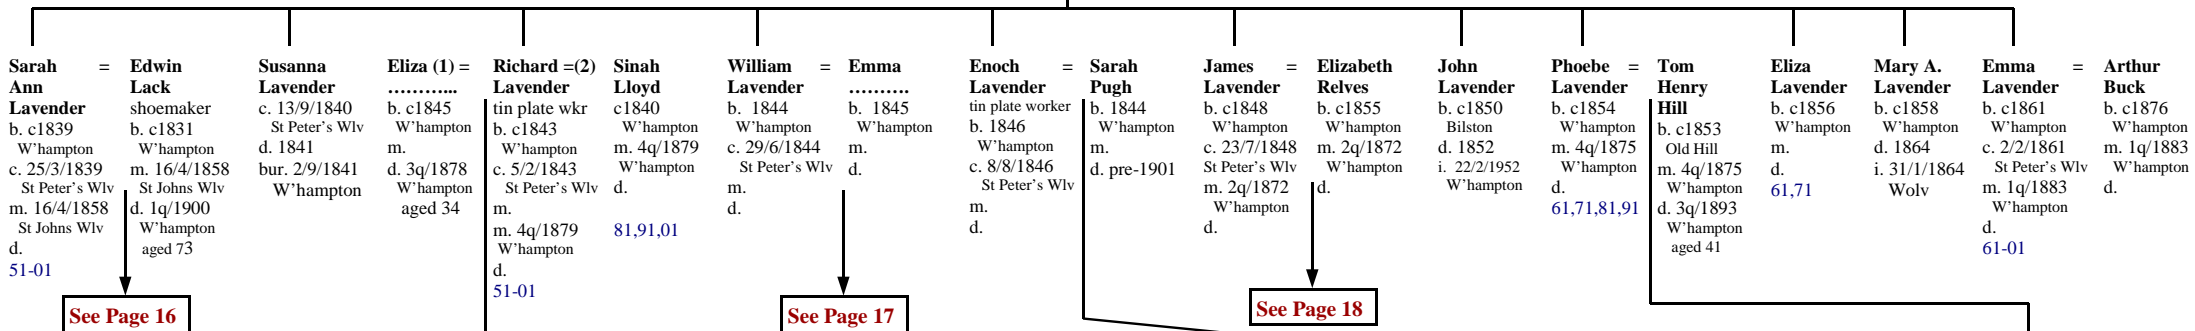 Sarah =
Ann
Lavender
b. c1839
W'hampton
c. 25/3/1839
St Peter's Wlv
m. 16/4/1858
St Johns Wlv
d.
51-01
Edwin
Lack
shoemaker
b. c1831
W'hampton
m. 16/4/1858
St Johns Wlv
d. 1q/1900
W'hampton
aged 73
See Page 16
Susanna
Lavender
c. 13/9/1840
St Peter's Wlv
d. 1841
bur. 2/9/1841
W'hampton
Eliza (1) =
………...
b. c1845
W'hampton
m.
d. 3q/1878
W'hampton
aged 34
Richard =(2)
Lavender
tin plate wkr
b. c1843
c. 5/2/1843
St Peter's Wlv
m.
m. 4q/1879
W'hampton
d.
51-01
Sinah
Lloyd
c1840
W'hampton
m. 4q/1879
W'hampton
d.
81,91,01
William =
Lavender
b. 1844
W'hampton
c. 29/6/1844
St Peter's Wlv
m.
d.
Emma
……….
b. 1845
W'hampton
m.
d.
See Page 17
Enoch =
Lavender
tin plate worker
b. 1846
W'hampton
c. 8/8/1846
St Peter's Wlv
m.
d.
Sarah
Pugh
b. 1844
W'hampton
m.
d. pre-1901
James =
Lavender
b. c1848
W'hampton
c. 23/7/1848
St Peter's Wlv
m. 2q/1872
W'hampton
d.
Elizabeth
Relves
b. c1855
W'hampton
m. 2q/1872
W'hampton
d.
See Page 18
John
Lavender
b. c1850
Bilston
d. 1852
i. 22/2/1952
W'hampton
Phoebe =
Lavender
b. c1854
W'hampton
m. 4q/1875
W'hampton
d.
61,71,81,91
Tom
Henry
Hill
b. c1853
Old Hill
m. 4q/1875
W'hampton
d. 3q/1893
W'hampton
aged 41
Eliza
Lavender
b. c1856
W'hampton
m.
d.
61,71
Mary A.
Lavender
b. c1858
W'hampton
d. 1864
i. 31/1/1864
Wolv
Emma =
Lavender
b. c1861
W'hampton
c. 2/2/1861
St Peter's Wlv
m. 1q/1883
W'hampton
d.
61-01
Arthur
Buck
b. c1876
W'hampton
m. 1q/1883
W'hampton
d.